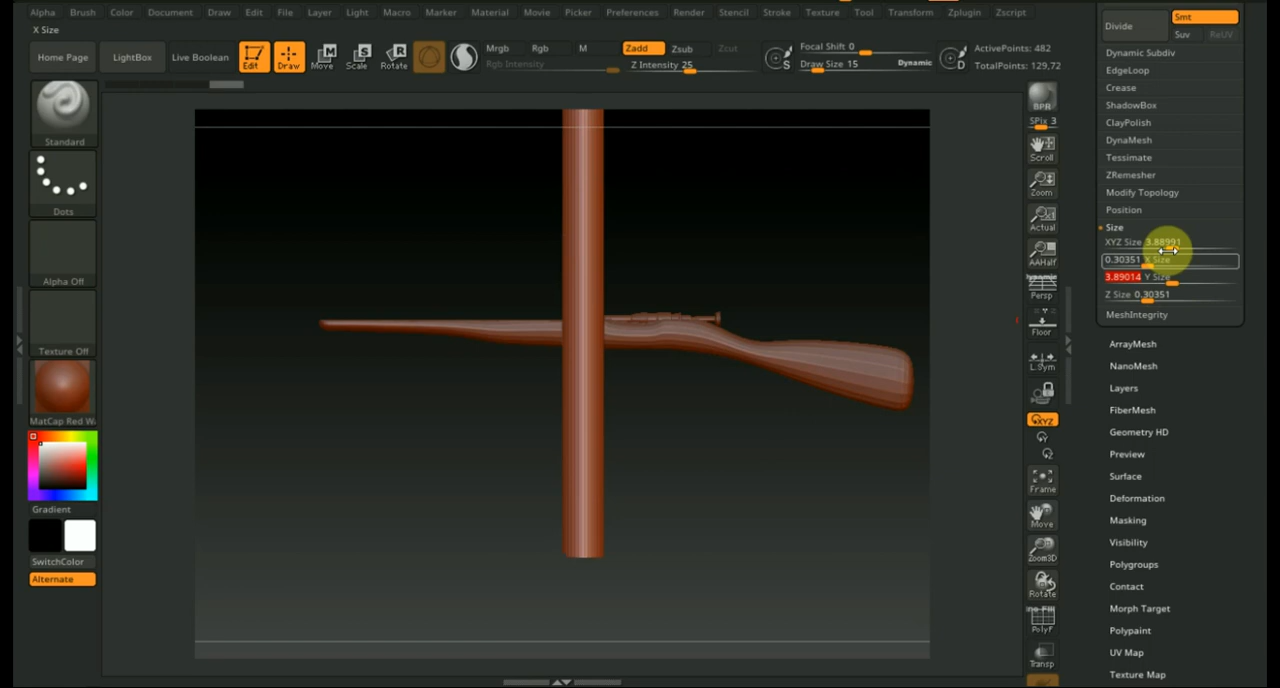 Alpha Brush Color Document Draw Edit File Layer Light Macro Marker Material Movie Picker Preferences Render Stencil Stroke Texture Tool Transform Zplugin Zscript
X Size
Home Page LightBox Live Boolean Edit Draw Move Scale Rotate
Mrgb Rgb M Zadd Zsub Zcut
Rgb Intensity Z Intensity 25
Focal Shift 0
Draw Size 15 Dynamic
ActivePoints: 482
TotalPoints: 129,72
Standard
Dots
Alpha Off
Texture Off
MatCap Red W
Gradient
SwitchColor
Alternate
BPR
SPix 3
Scroll
Zoom
Actual
AAHalf
Persp
Floor
L.Sym
XYZ
Frame
Move
Zoom3D
Rotate
PolyF
Transp
Divide Smt
Suv ReUV
Dynamic Subdiv
EdgeLoop
Crease
ShadowBox
ClayPolish
DynaMesh
Tessimate
ZRemesher
Modify Topology
Position
Size
XYZ Size 3.88991
0.30351 X Size
3.89014 Y Size
Z Size 0.30351
MeshIntegrity
ArrayMesh
NanoMesh
Layers
FiberMesh
Geometry HD
Preview
Surface
Deformation
Masking
Visibility
Polygroups
Contact
Morph Target
Polypaint
UV Map
Texture Map